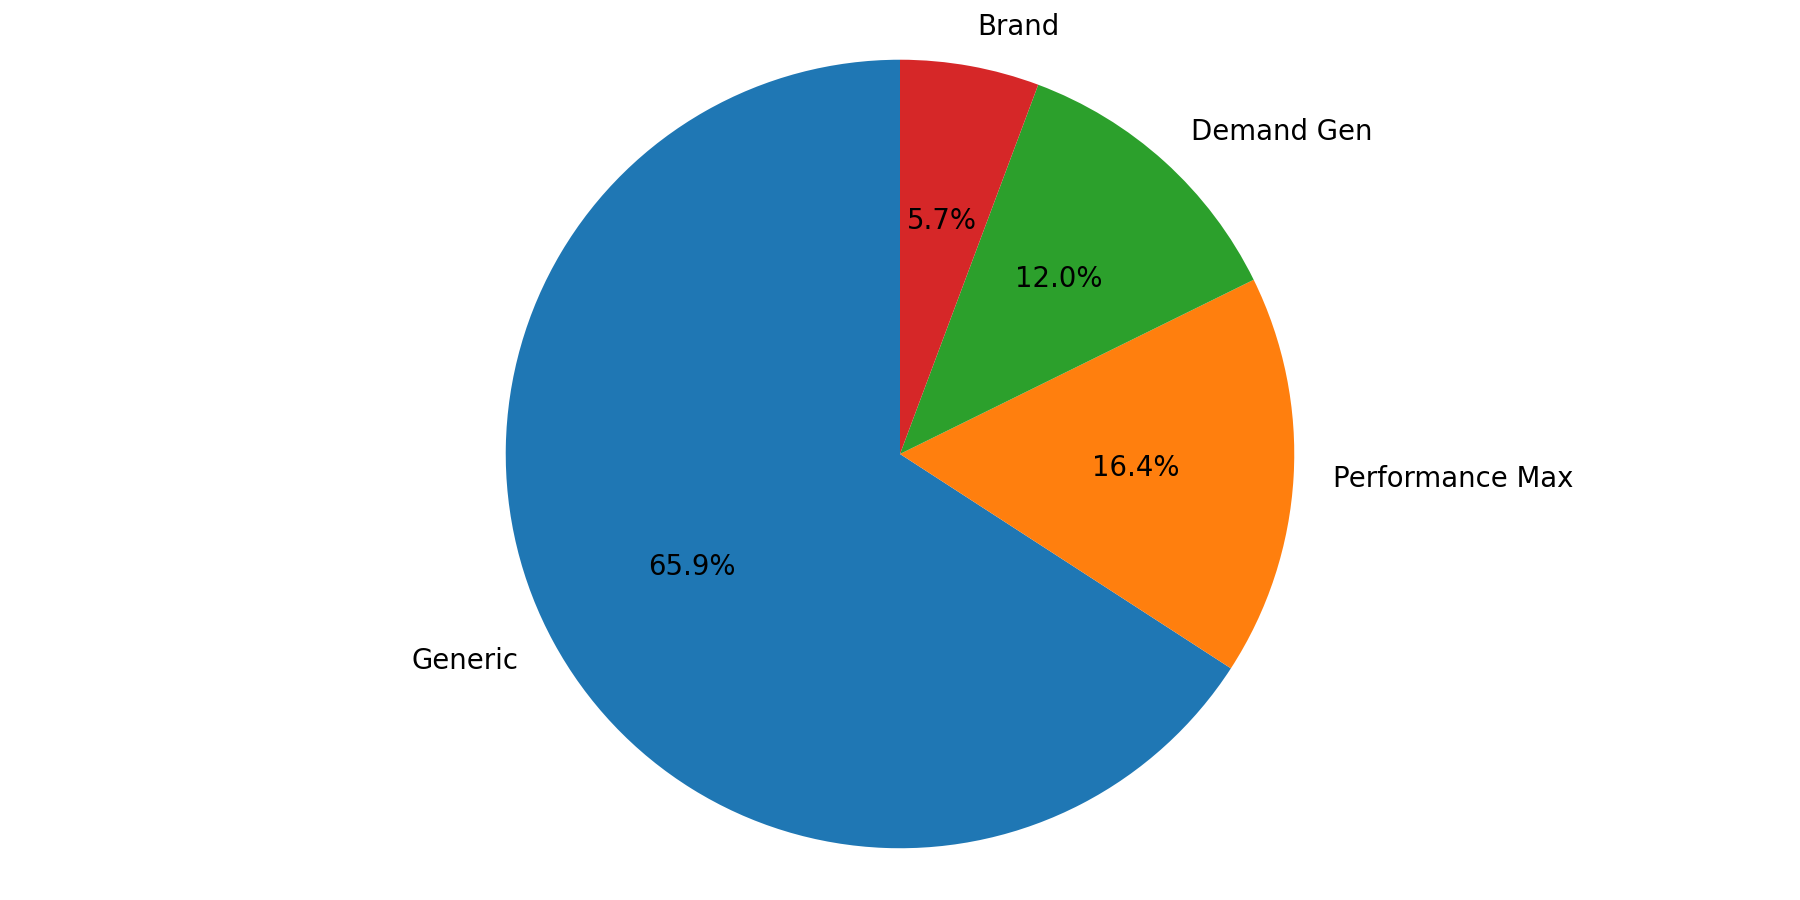 Brand
Demand Gen
5.7%
12.0%
16.4%
Performance Max
65.9%
Generic